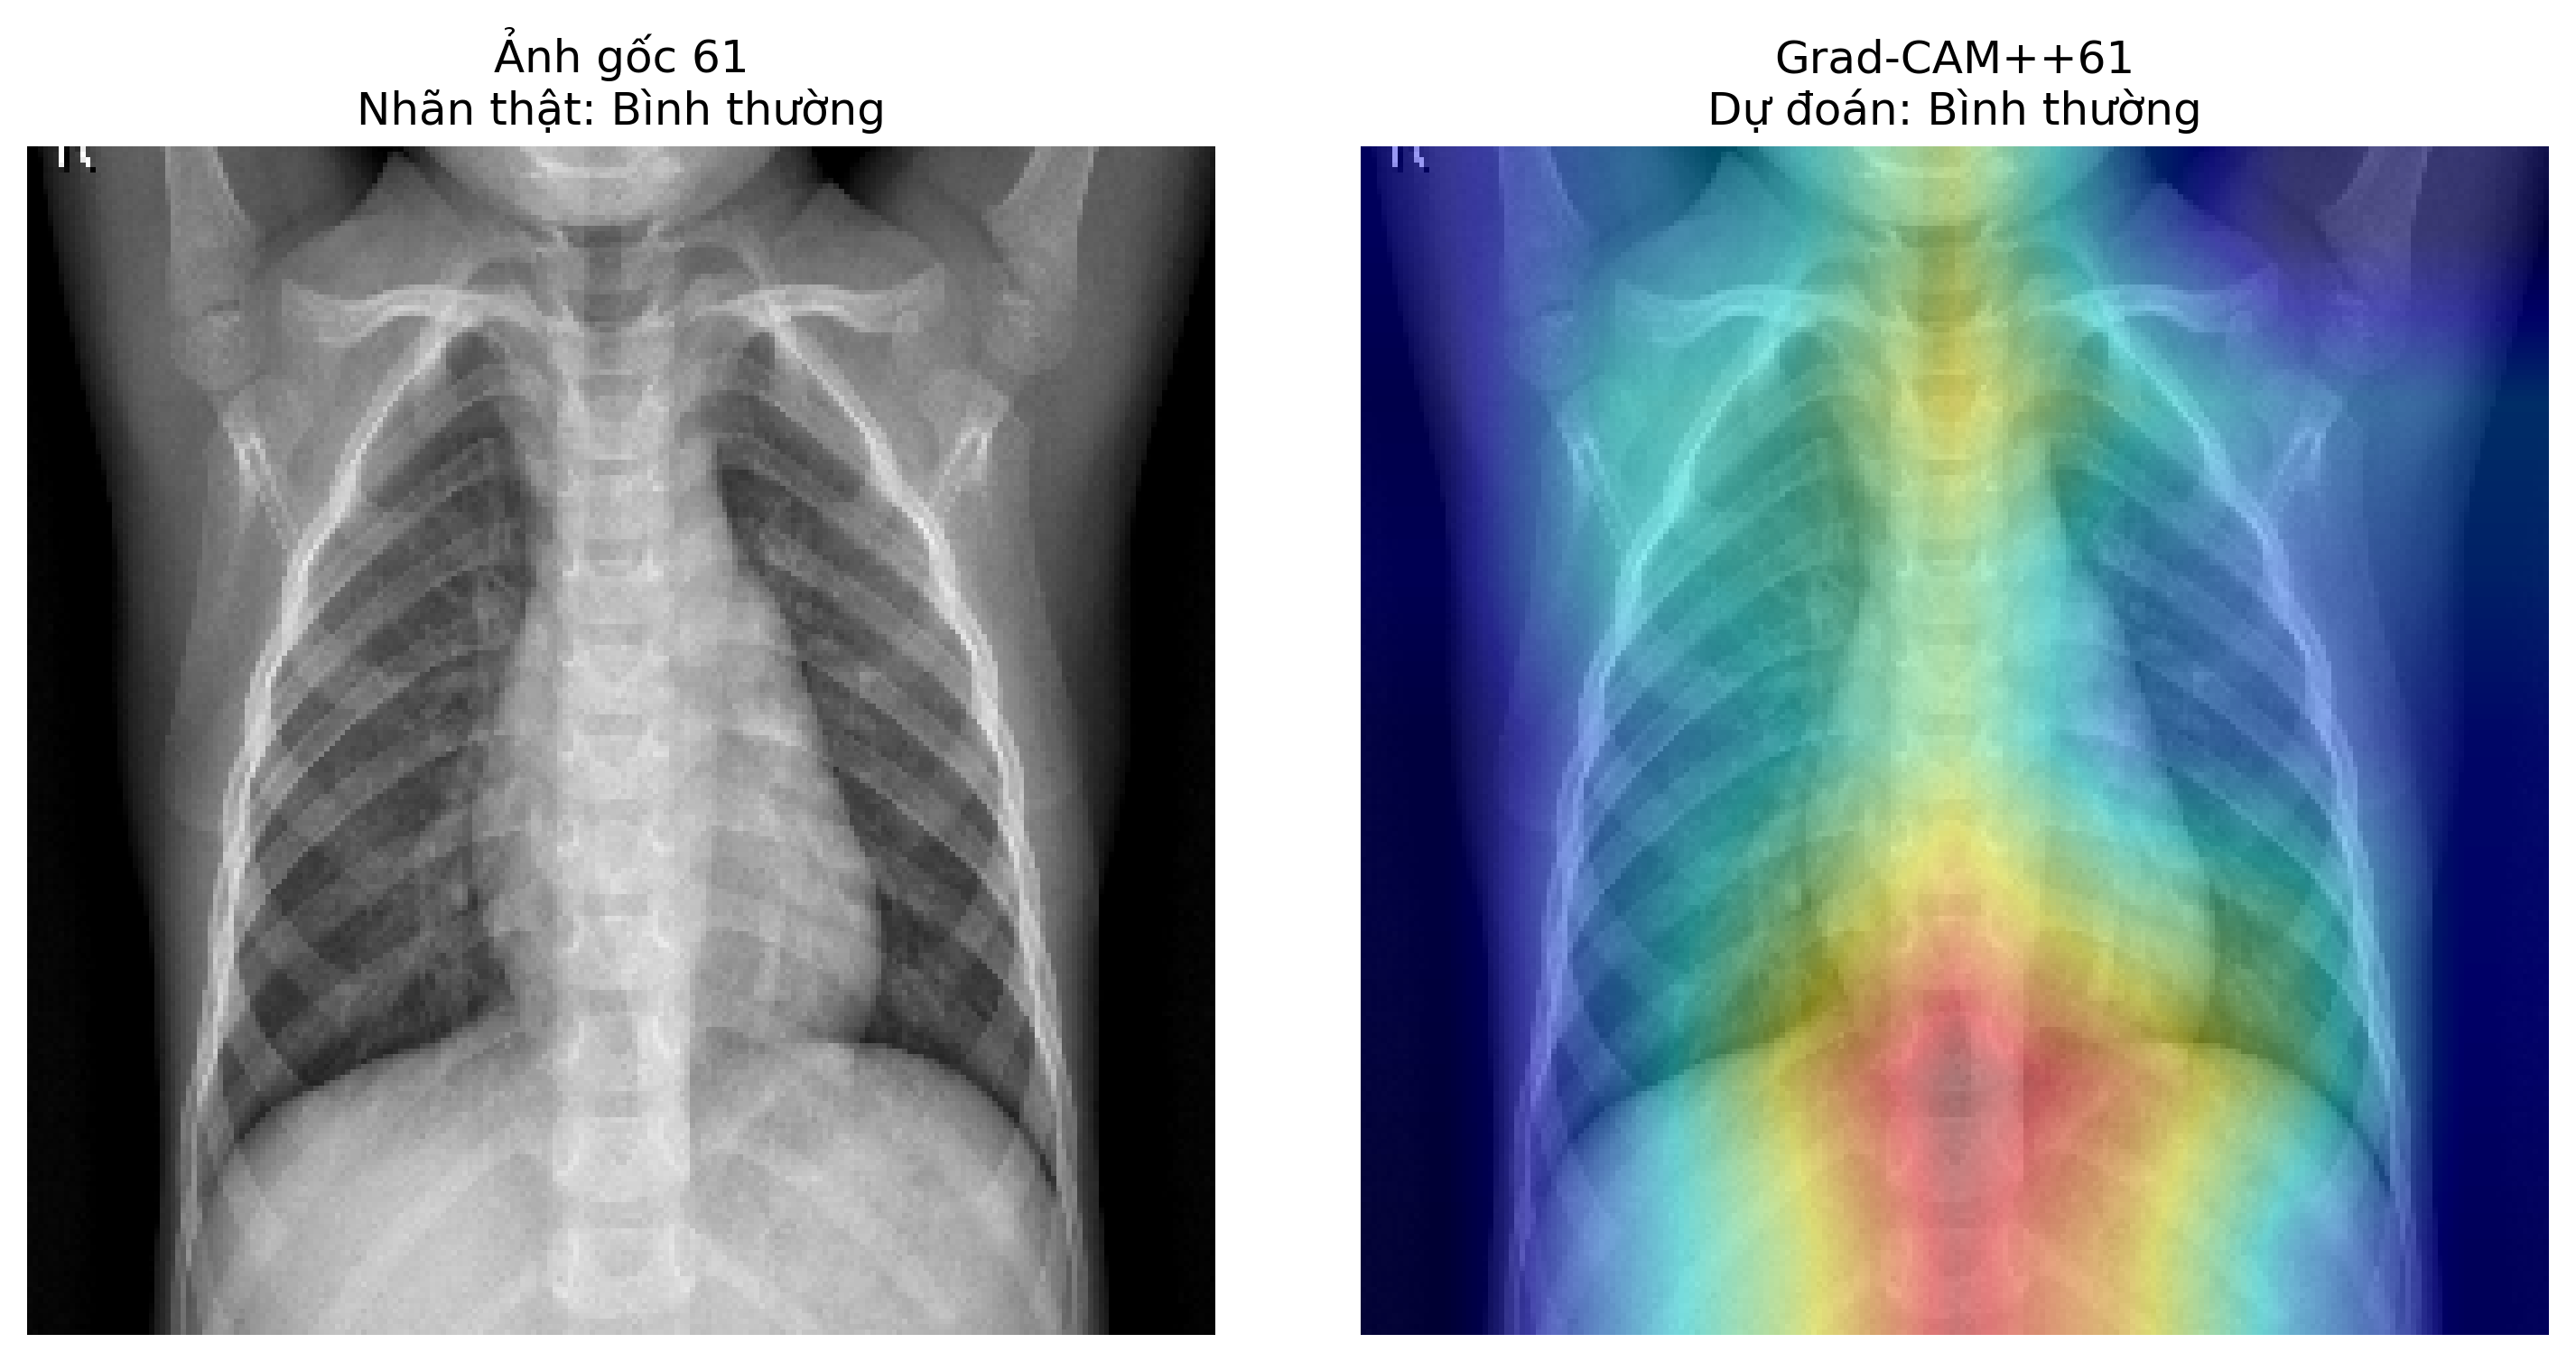 Ảnh gốc 61
Nhãn thật: Bình thường
Grad-CAM++61
Dự đoán: Bình thường